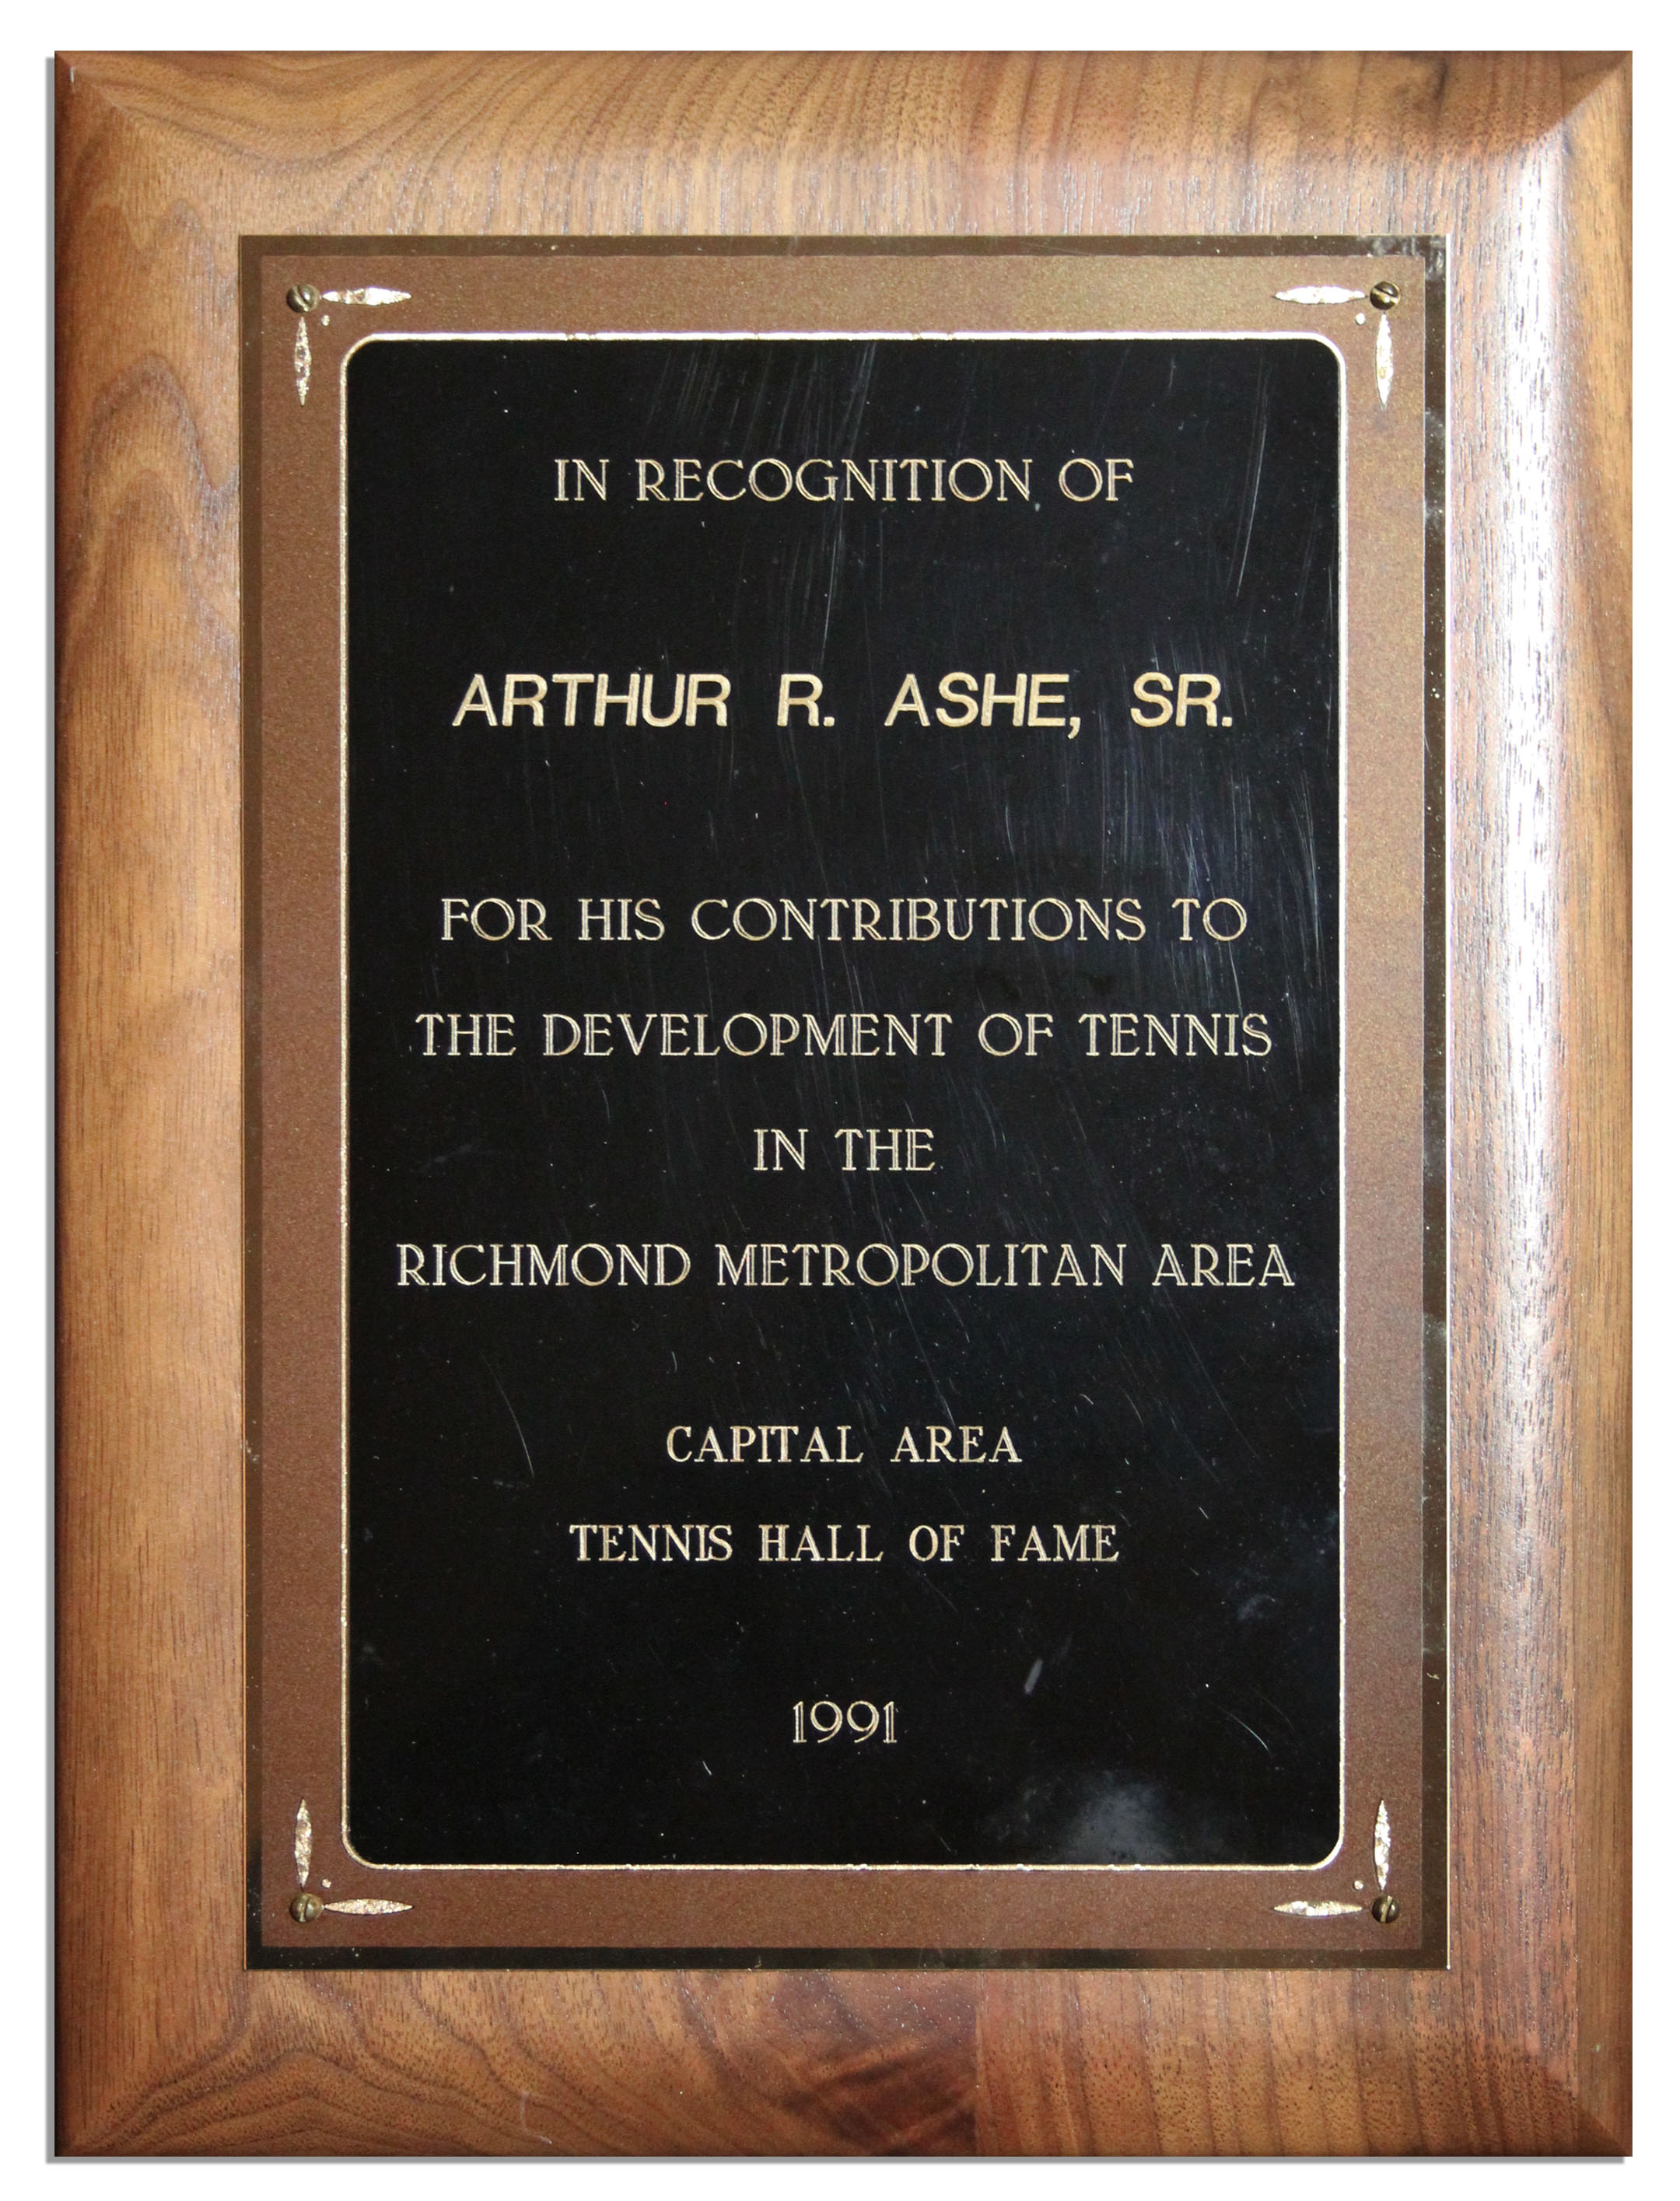 IN RECOGNITION OF
ARTHUR R. ASHE, SR.
FOR HIS CONTRIBUTIONS TO
THE DEVELOPMENT OF TENNIS
IN THE
RICHMOND METROPOLITAN AREA
CAPITAL AREA
TENNIS HALL OF FAME
1991